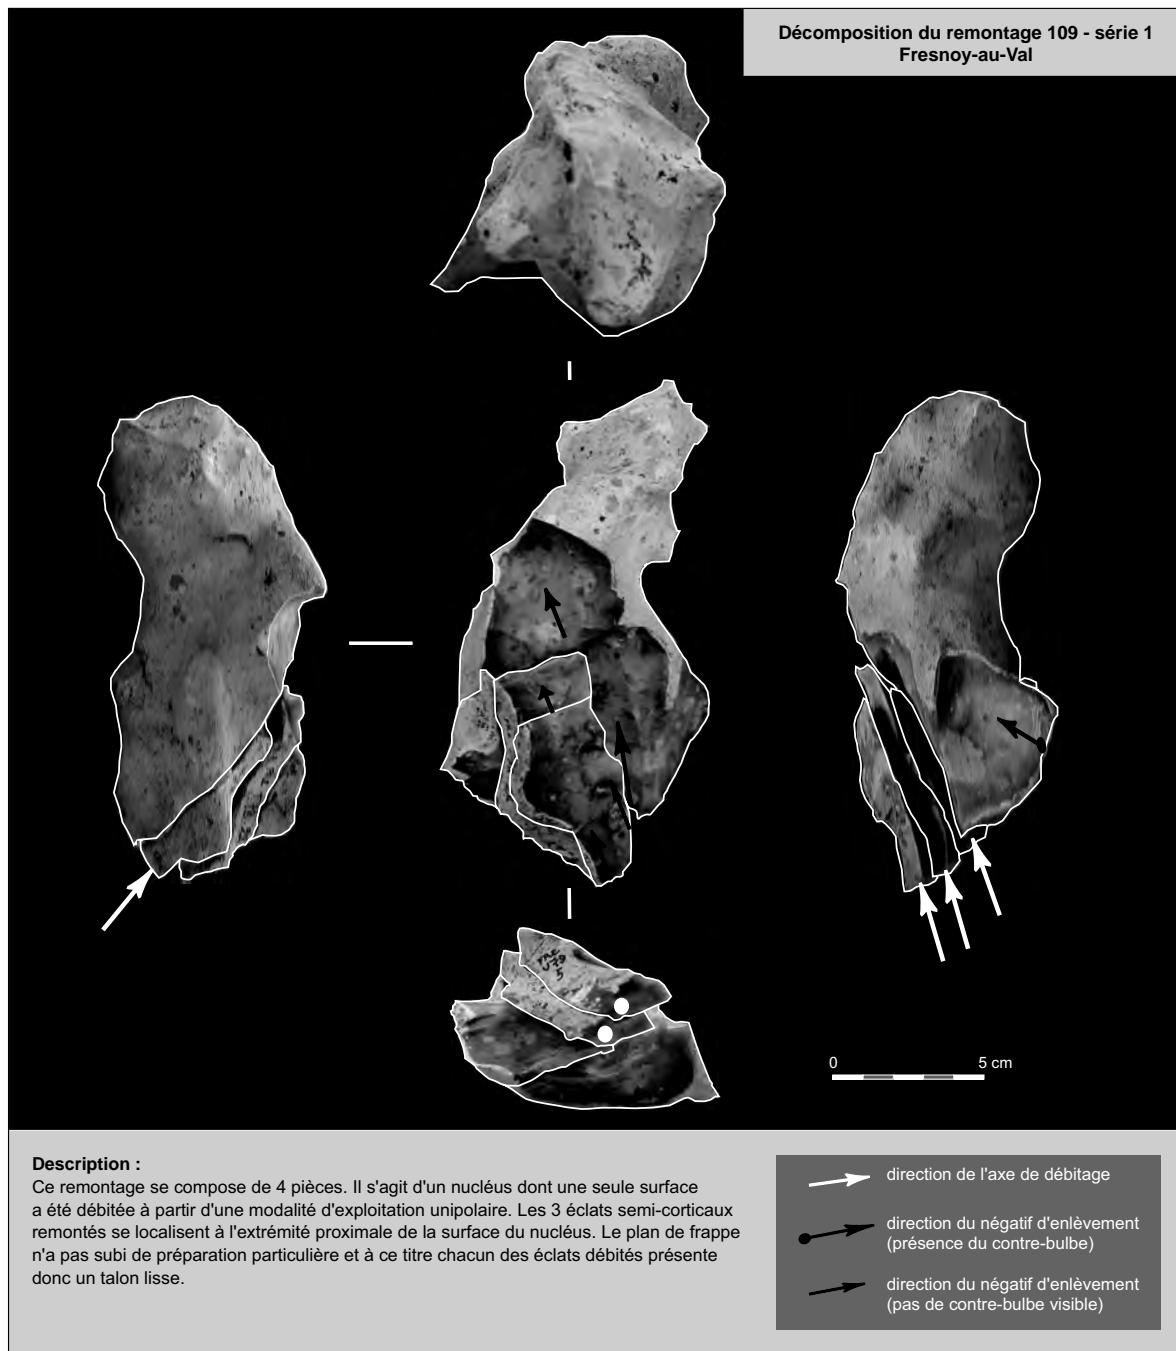 Décomposition du remontage 109 - série 1
Fresnoy-au-Val
0 5 cm
Description :
Ce remontage se compose de 4 pièces. Il s'agit d'un nucléus dont une seule surface
a été débitée à partir d'une modalité d'exploitation unipolaire. Les 3 éclats semi-corticaux
remontés se localisent à l'extrémité proximale de la surface du nucléus. Le plan de frappe
n'a pas subi de préparation particulière et à ce titre chacun des éclats débités présente
donc un talon lisse.
direction de l'axe de débitage
direction du négatif d'enlèvement
(présence du contre-bulbe)
direction du négatif d'enlèvement
(pas de contre-bulbe visible)